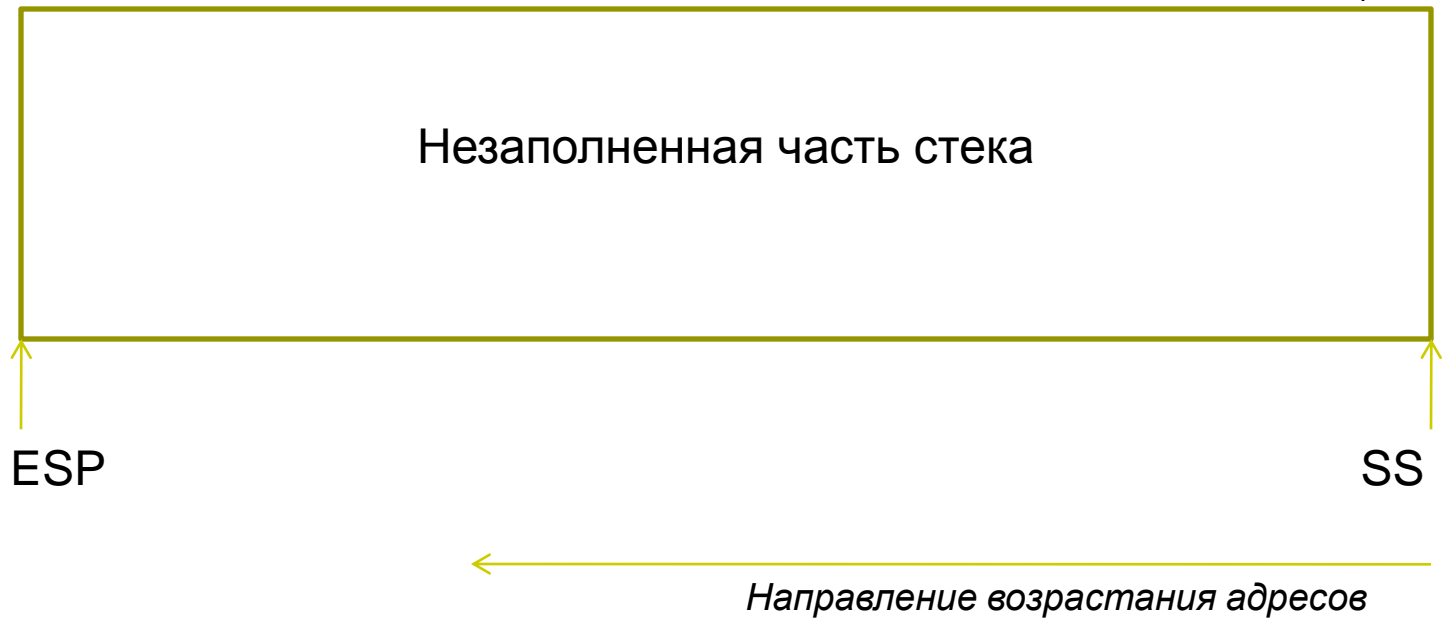 Незаполненная часть стека
ESP
SS
Направление возрастания адресов